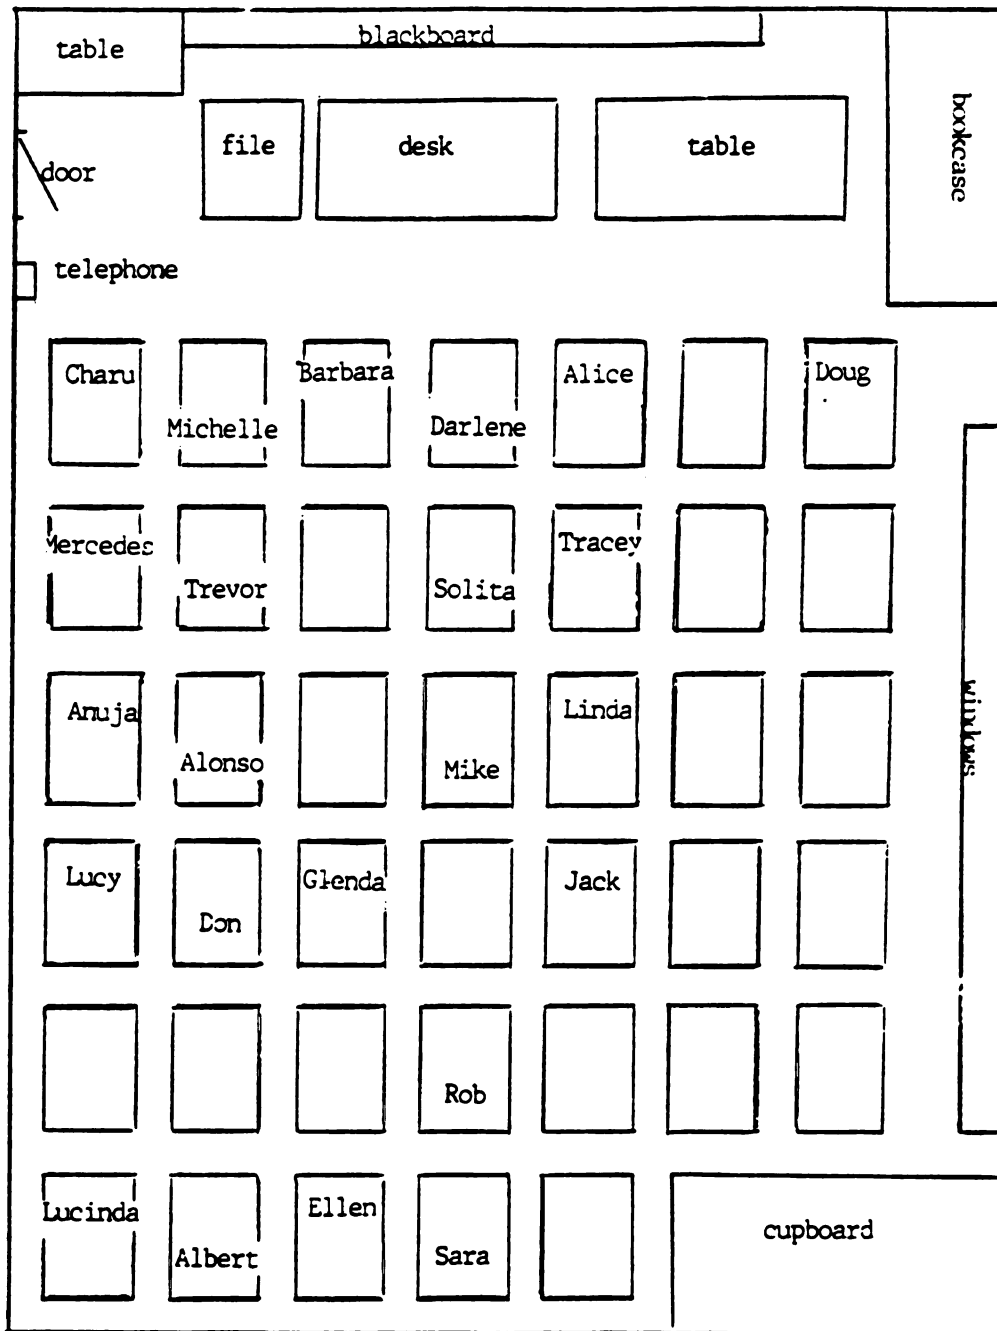 blackboard
table
file
desk
table
bookcase
door
telephone
Charu
Michelle
Barbara
Darlene
Alice
Doug
Mercedes
Trevor
Solita
Tracey
Anuja
Alonso
Mike
Linda
windows
Lucy
Don
Glenda
Jack
Rob
Lucinda
Albert
Ellen
Sara
cupboard